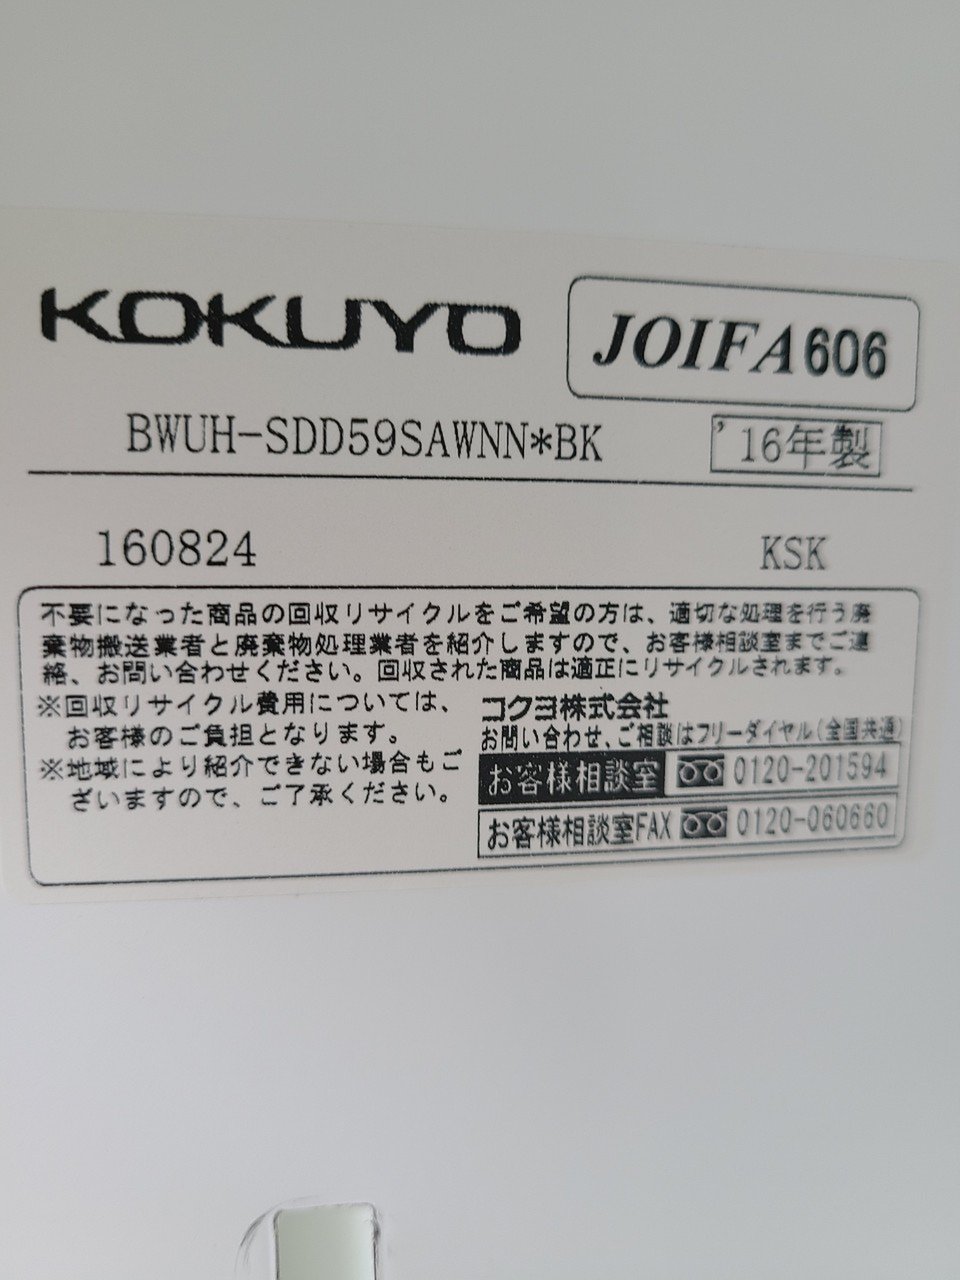 KOKUYO
JOIFA606
BWUH-SDD59SAWNN*BK
'16年製
160824
KSK
不要になった商品の回収リサイクルをご希望の方は、適切な処理を行う廃
棄物搬送業者と廃棄物処理業者を紹介しますので、お客様相談室までご連
絡、お問い合わせください。回収された商品は適正にリサイクルされます。
※回収リサイクル費用については、
お客様のご負担となります。
※地域により紹介できない場合もご
ざいますので、ご了承ください。
コクヨ株式会社
お問い合わせ、ご相談はフリーダイヤル(全国共通)
お客様相談室 0120-201594
お客様相談室FAX 0120-060660